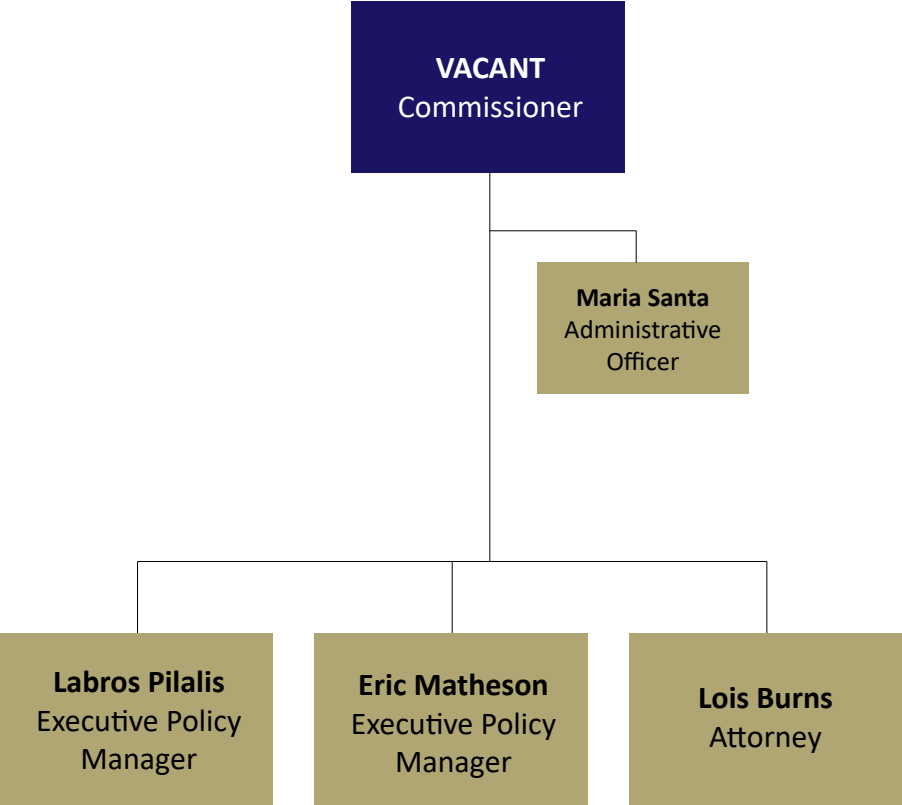 VACANT
Commissioner
Maria Santa
Administrative
Officer
Labros Pilalis
Executive Policy
Manager
Eric Matheson
Executive Policy
Manager
Lois Burns
Attorney